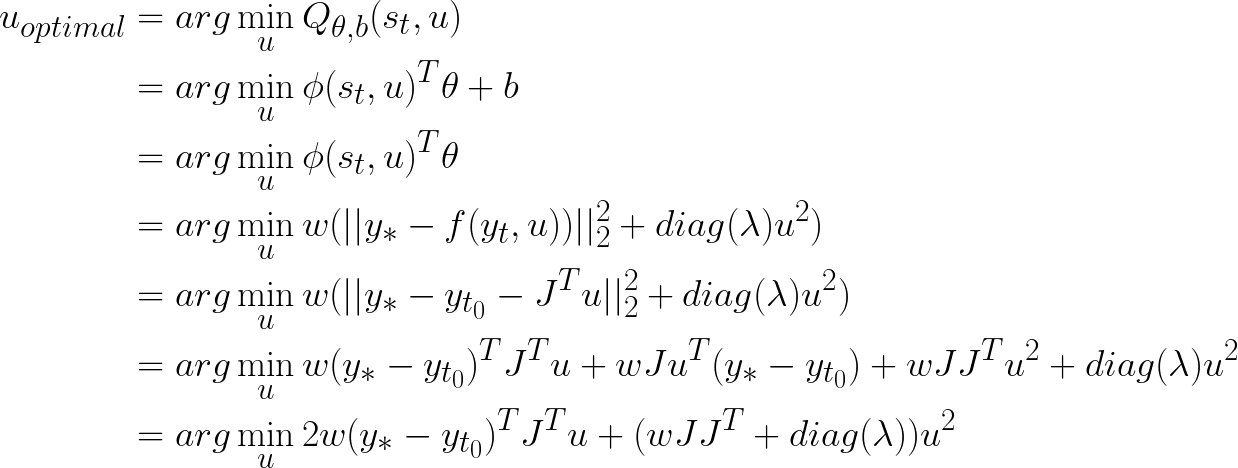 u_{optimal} = arg min_u Q_{θ,b}(s_t, u)
= arg min_u ϕ(s_t, u)^T θ + b
= arg min_u ϕ(s_t, u)^T θ
= arg min_u w(||y_* − f(y_t, u))||_2^2 + diag(λ)u^2)
= arg min_u w(||y_* − y_{t_0} − J^T u||_2^2 + diag(λ)u^2)
= arg min_u w(y_* − y_{t_0})^T J^T u + wJu^T(y_* − y_{t_0}) + wJJ^T u^2 + diag(λ)u^2
= arg min_u 2w(y_* − y_{t_0})^T J^T u + (wJJ^T + diag(λ))u^2